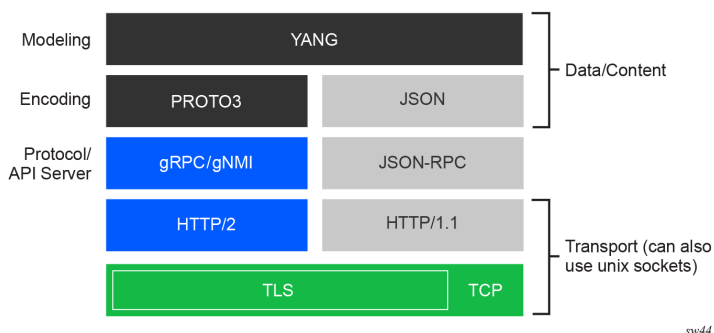 Modeling
YANG
Data/Content
Encoding
PROTO3
JSON
Protocol/
API Server
gRPC/gNMI
JSON-RPC
HTTP/2
HTTP/1.1
Transport (can also
use unix sockets)
TLS
TCP
sw44